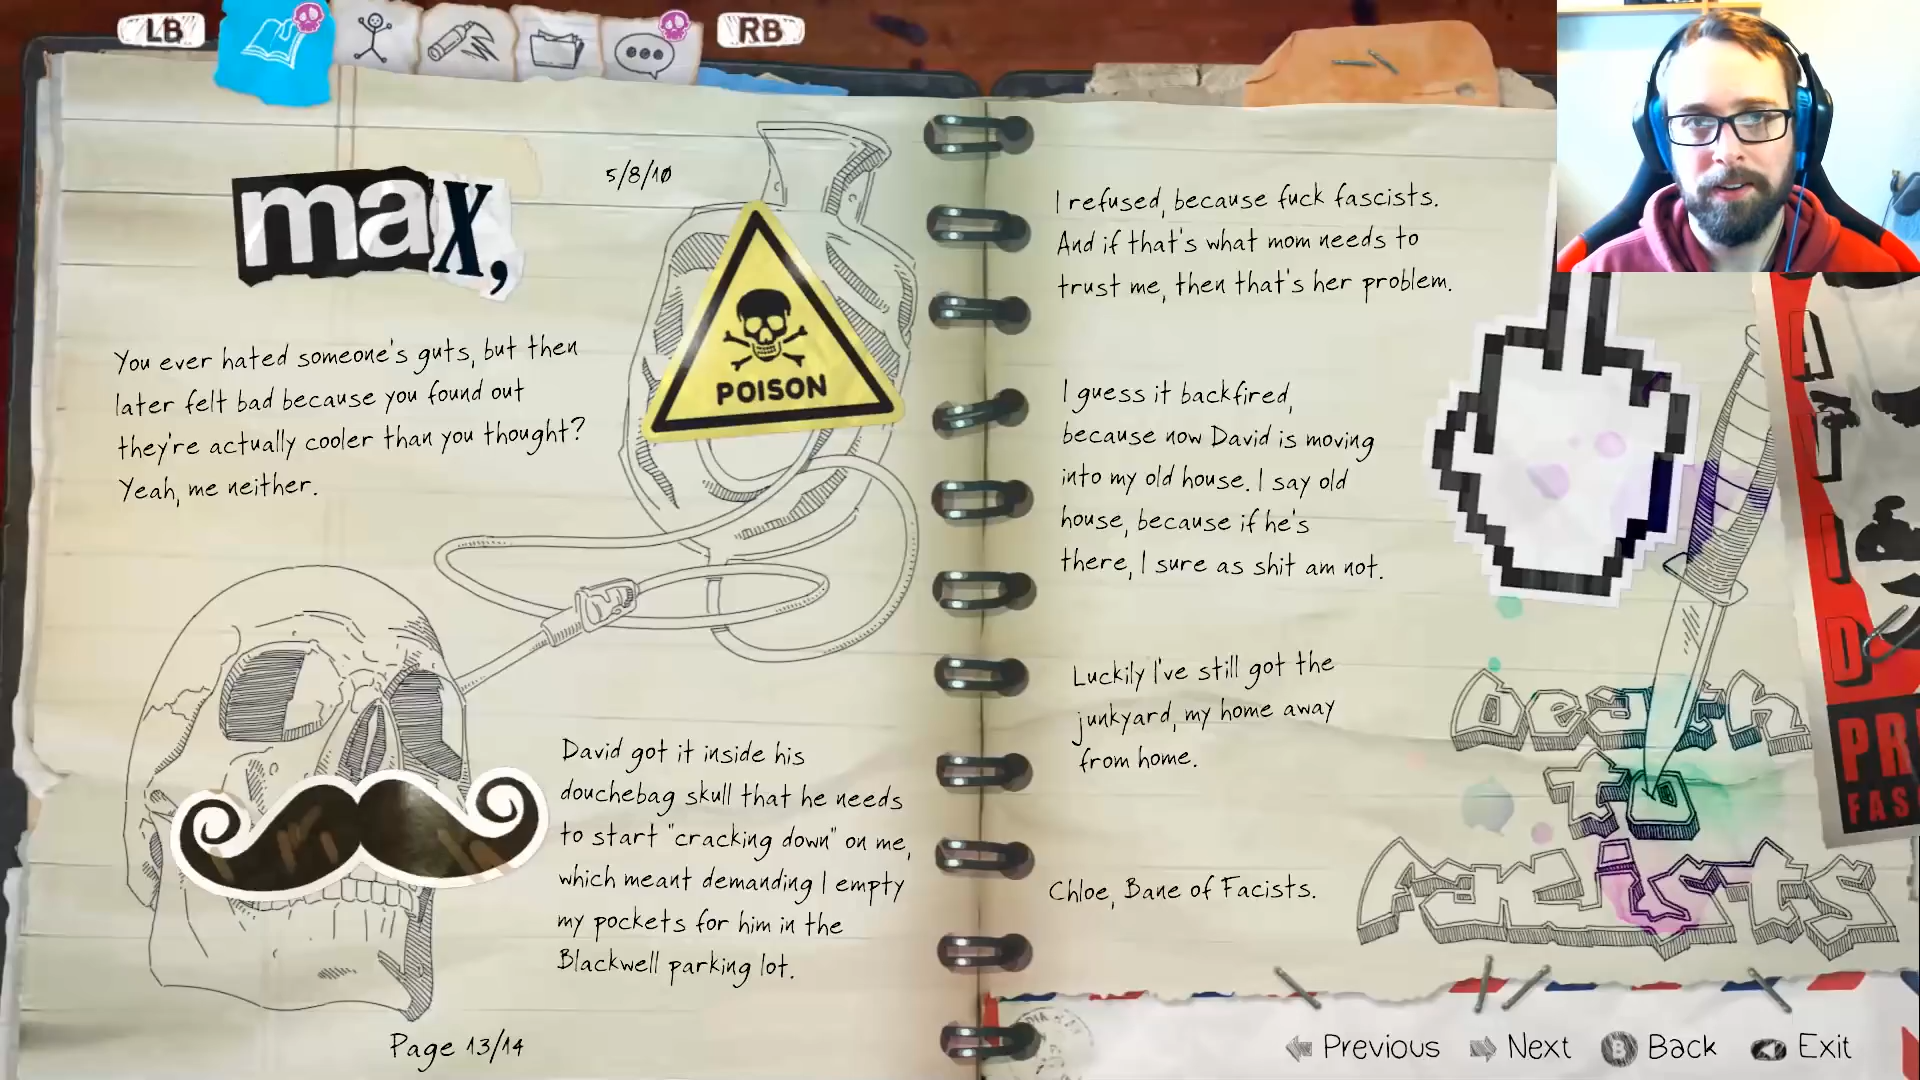 LB
RB
max,
5/8/10
POISON
You ever hated someone's guts, but then
later felt bad because you found out
they're actually cooler than you thought?
Yeah, me neither.
David got it inside his
douchebag skull that he needs
to start "cracking down" on me,
which meant demanding I empty
my pockets for him in the
Blackwell parking lot.
Page 13/14
I refused, because fuck fascists.
And if that's what mom needs to
trust me, then that's her problem.
I guess it backfired,
because now David is moving
into my old house. I say old
house, because if he's
there, I sure as shit am not.
Luckily I've still got the
junkyard, my home away
from home.
Chloe, Bane of Facists.
Death
to
PR
FAS
Previous
Next
B Back
Exit